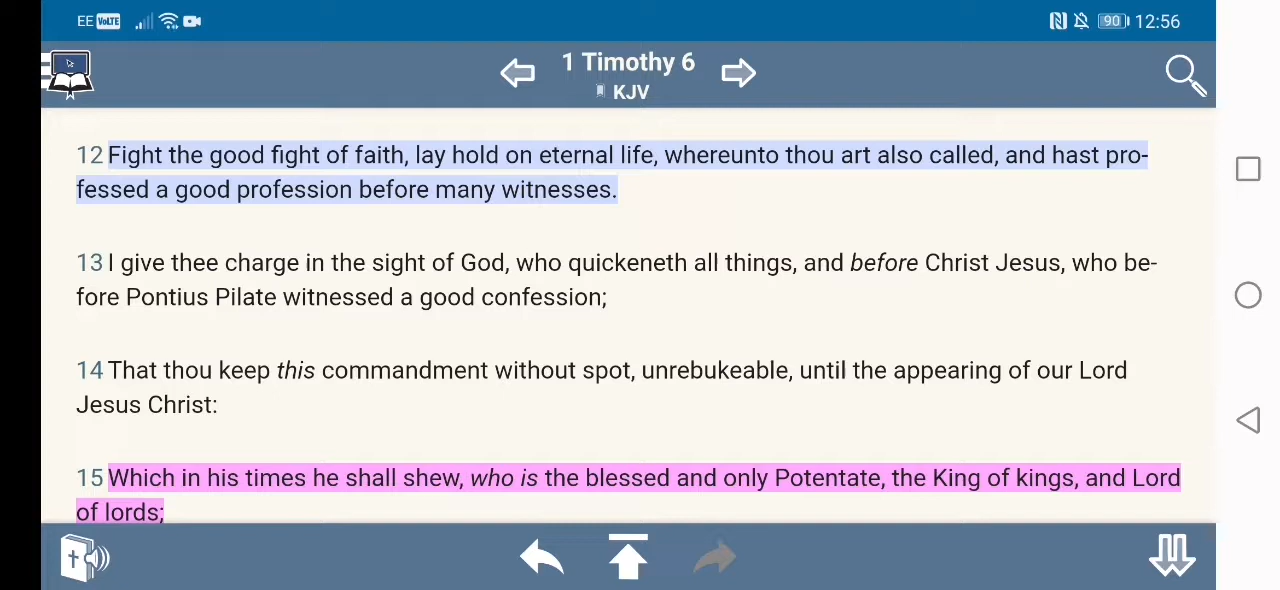 EE VoLTE 90 12:56
1 Timothy 6
KJV
12 Fight the good fight of faith, lay hold on eternal life, whereunto thou art also called, and hast pro-
fessed a good profession before many witnesses.
13 I give thee charge in the sight of God, who quickeneth all things, and before Christ Jesus, who be-
fore Pontius Pilate witnessed a good confession;
14 That thou keep this commandment without spot, unrebukeable, until the appearing of our Lord
Jesus Christ:
15 Which in his times he shall shew, who is the blessed and only Potentate, the King of kings, and Lord
of lords;